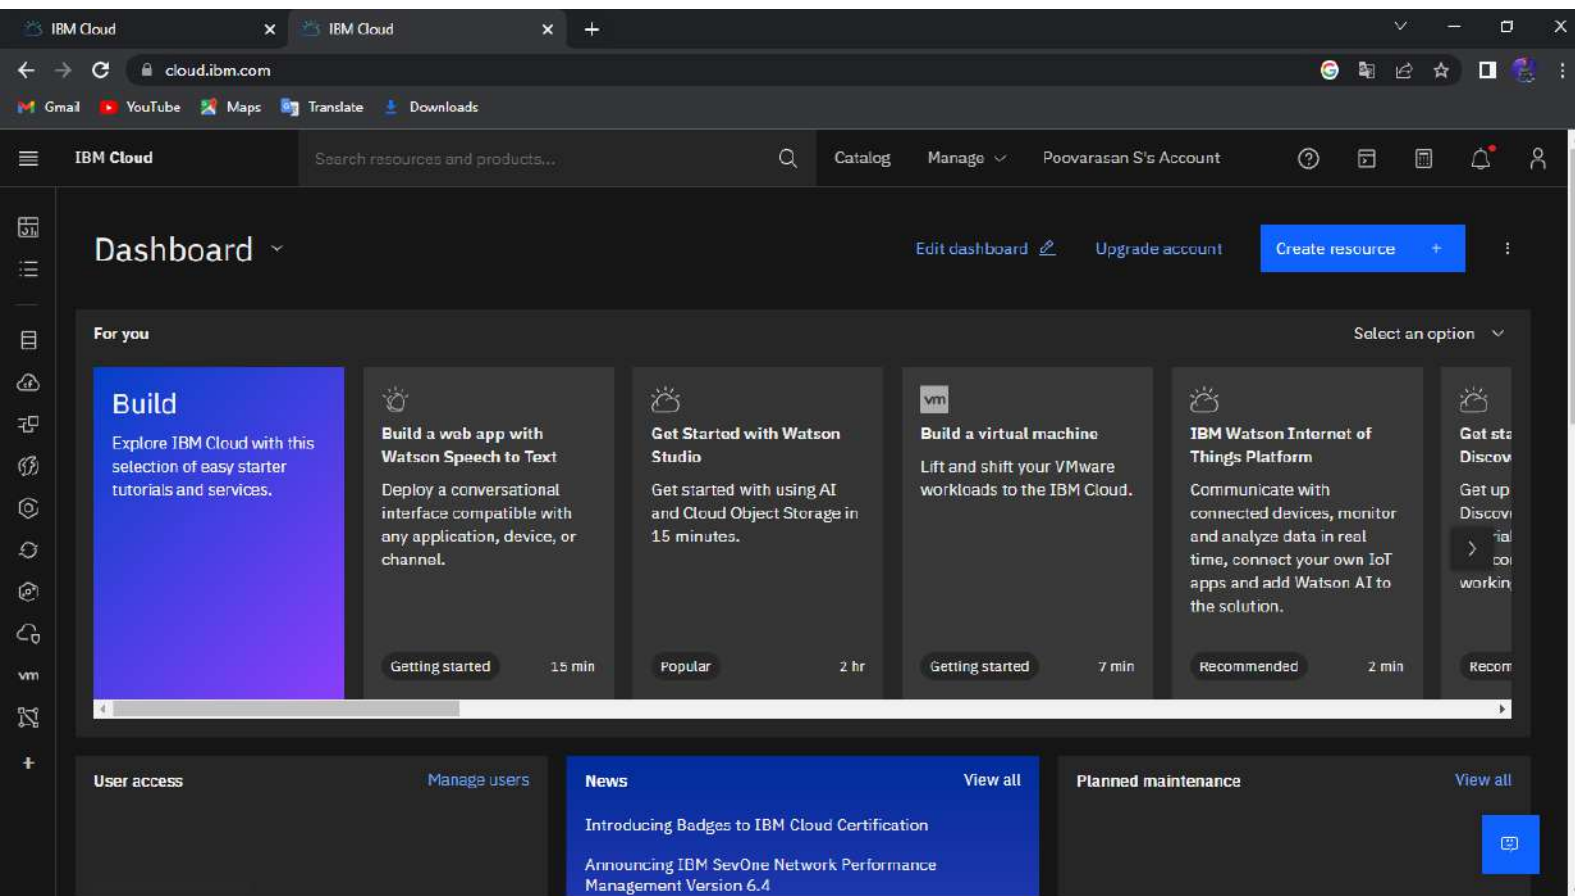 IBM Cloud
IBM Cloud
cloud.ibm.com
Gmail
YouTube
Maps
Translate
Downloads
IBM Cloud
Search resources and products...
Catalog
Manage
Poovarasan S's Account
Dashboard
Edit dashboard
Upgrade account
Create resource +
For you
Select an option
Build
Explore IBM Cloud with this
selection of easy starter
tutorials and services.
Build a web app with
Watson Speech to Text
Deploy a conversational
interface compatible with
any application, device, or
channel.
Getting started
15 min
Get Started with Watson
Studio
Get started with using AI
and Cloud Object Storage in
15 minutes.
Popular
2 hr
vm
Build a virtual machine
Lift and shift your VMware
workloads to the IBM Cloud.
Getting started
7 min
IBM Watson Internet of
Things Platform
Communicate with
connected devices, monitor
and analyze data in real
time, connect your own IoT
apps and add Watson AI to
the solution.
Recommended
2 min
Get sta
Discov
Get up
Discov
workin
Recom
vm
User access
Manage users
News
View all
Introducing Badges to IBM Cloud Certification
Announcing IBM SevOne Network Performance
Management Version 6.4
Planned maintenance
View all